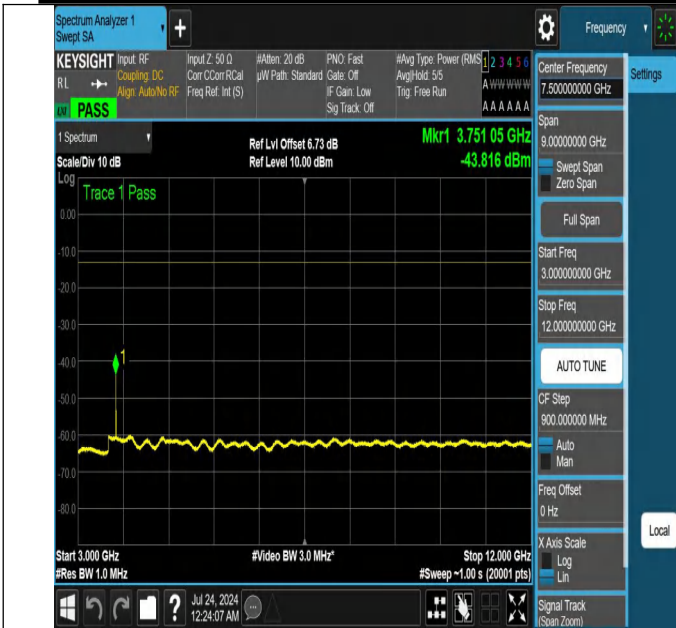 Spectrum Analyzer 1
Swept SA
+
Frequency
KEYSIGHT
RL
PASS
Input: RF
Coupling: DC
Align: Auto/No RF
Input Z: 50 Ω
Corr CCorr RCal
Freq Ref: Int (S)
#Atten: 20 dB
µW Path: Standard
PNO: Fast
Gate: Off
IF Gain: Low
Sig Track: Off
#Avg Type: Power (RMS
Avg|Hold: 5/5
Trig: Free Run
1 2 3 4 5 6
A W W W W W
A A A A A A
1 Spectrum
Scale/Div 10 dB
Ref Lvl Offset 6.73 dB
Ref Level 10.00 dBm
Mkr1 3.751 05 GHz
-43.816 dBm
Log
Trace 1 Pass
0.00
-10.0
-20.0
-30.0
-40.0
-50.0
-60.0
-70.0
-80.0
1
Start 3.000 GHz
#Res BW 1.0 MHz
#Video BW 3.0 MHz*
Stop 12.000 GHz
#Sweep ~1.00 s (20001 pts)
Jul 24, 2024
12:24:07 AM
Center Frequency
7.500000000 GHz
Settings
Span
9.00000000 GHz
Swept Span
Zero Span
Full Span
Start Freq
3.000000000 GHz
Stop Freq
12.000000000 GHz
AUTO TUNE
CF Step
900.000000 MHz
Auto
Man
Freq Offset
0 Hz
Local
X Axis Scale
Log
Lin
Signal Track
(Span Zoom)